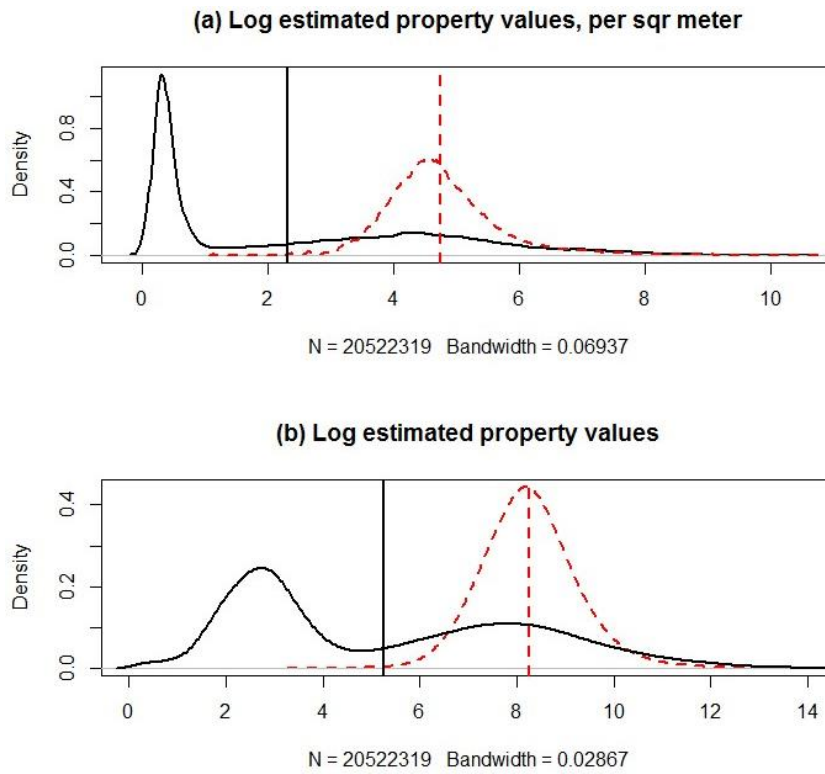 (a) Log estimated property values, per sqr meter
Density
0.0 0.4 0.8
0 2 4 6 8 10
N = 20522319 Bandwidth = 0.06937
(b) Log estimated property values
Density
0.0 0.2 0.4
0 2 4 6 8 10 12 14
N = 20522319 Bandwidth = 0.02867